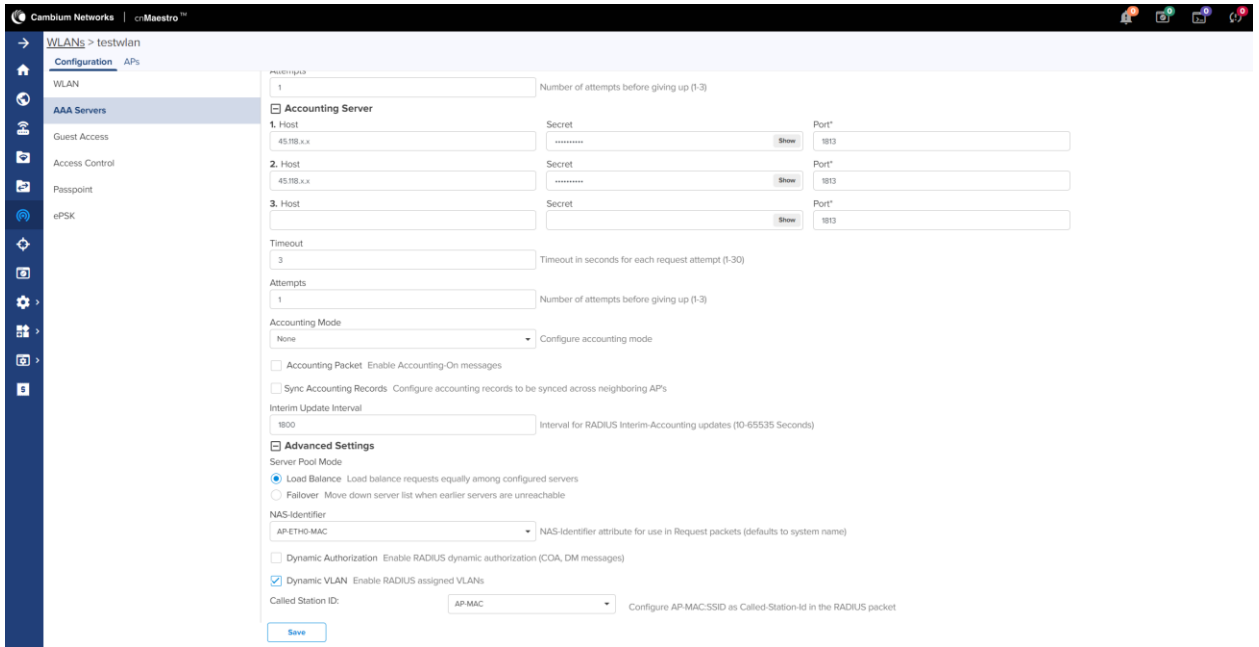 Cambium Networks | cnMaestro™
0 0 0 0
WLANs > testwlan
Configuration APs
WLAN
AAA Servers
Guest Access
Access Control
Passpoint
ePSK
Attempts
1 Number of attempts before giving up (1-3)
Accounting Server
1. Host Secret Port*
45.118.x.x •••••••••• Show 1813
2. Host Secret Port*
45.118.x.x •••••••••• Show 1813
3. Host Secret Port*
Show 1813
Timeout
3 Timeout in seconds for each request attempt (1-30)
Attempts
1 Number of attempts before giving up (1-3)
Accounting Mode
None Configure accounting mode
Accounting Packet Enable Accounting-On messages
Sync Accounting Records Configure accounting records to be synced across neighboring AP's
Interim Update Interval
1800 Interval for RADIUS Interim-Accounting updates (10-65535 Seconds)
Advanced Settings
Server Pool Mode
Load Balance Load balance requests equally among configured servers
Failover Move down server list when earlier servers are unreachable
NAS-Identifier
AP-ETH0-MAC NAS-Identifier attribute for use in Request packets (defaults to system name)
Dynamic Authorization Enable RADIUS dynamic authorization (COA, DM messages)
Dynamic VLAN Enable RADIUS assigned VLANs
Called Station ID: AP-MAC Configure AP-MAC:SSID as Called-Station-Id in the RADIUS packet
Save